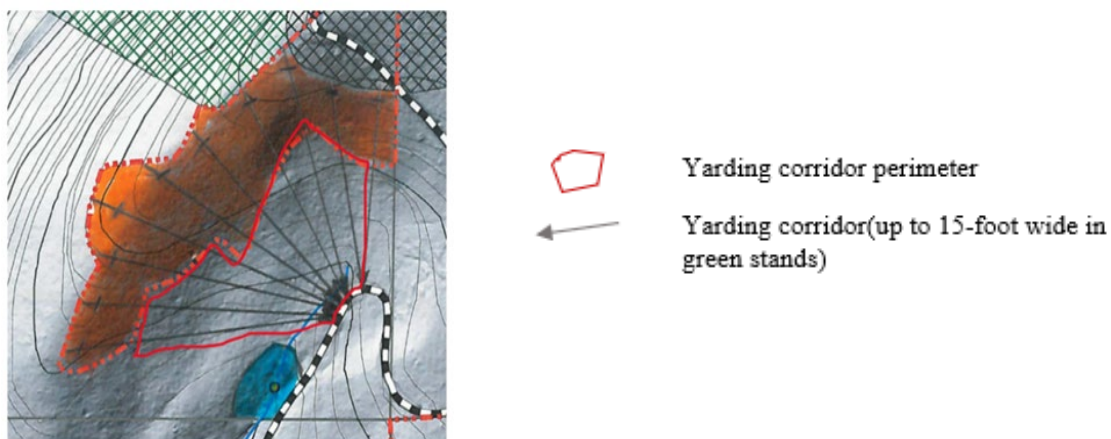 Yarding corridor perimeter
Yarding corridor(up to 15-foot wide in
green stands)